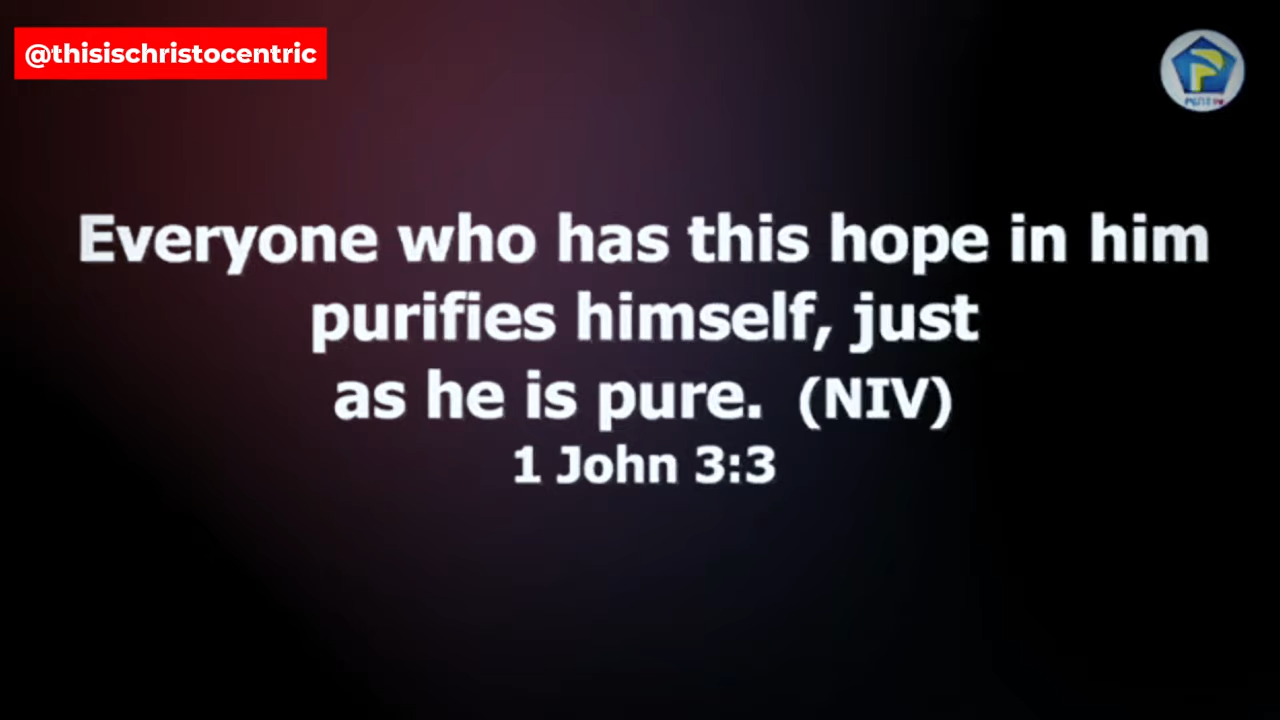 @thisischristocentric
Everyone who has this hope in him
purifies himself, just
as he is pure. (NIV)
1 John 3:3